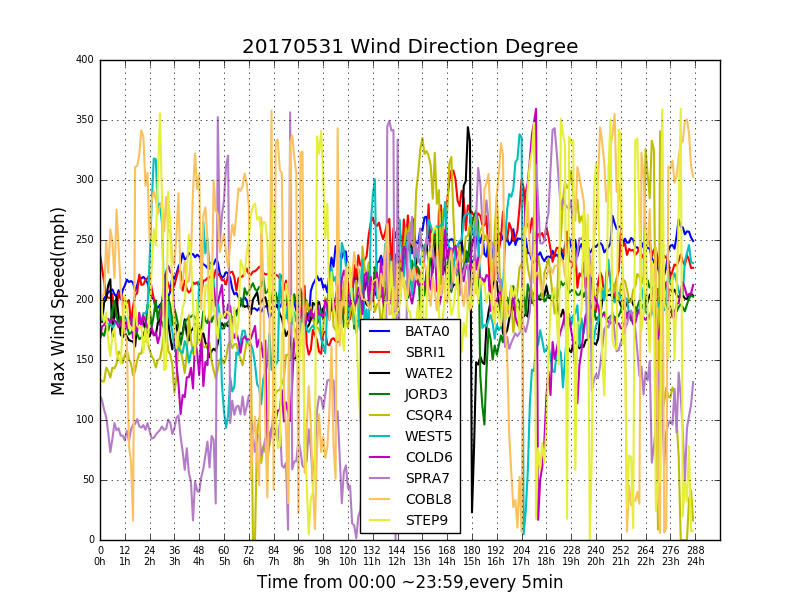 20170531 Wind Direction Degree
400
350
300
250
200
150
100
50
0
Max Wind Speed(mph)
BATA0
SBRI1
WATE2
JORD3
CSQR4
WEST5
COLD6
SPRA7
COBL8
STEP9
0 12 24 36 48 60 72 84 96 108 120 132 144 156 168 180 192 204 216 228 240 252 264 276 288
0h 1h 2h 3h 4h 5h 6h 7h 8h 9h 10h 11h 12h 13h 14h 15h 16h 17h 18h 19h 20h 21h 22h 23h 24h
Time from 00:00 ~23:59,every 5min